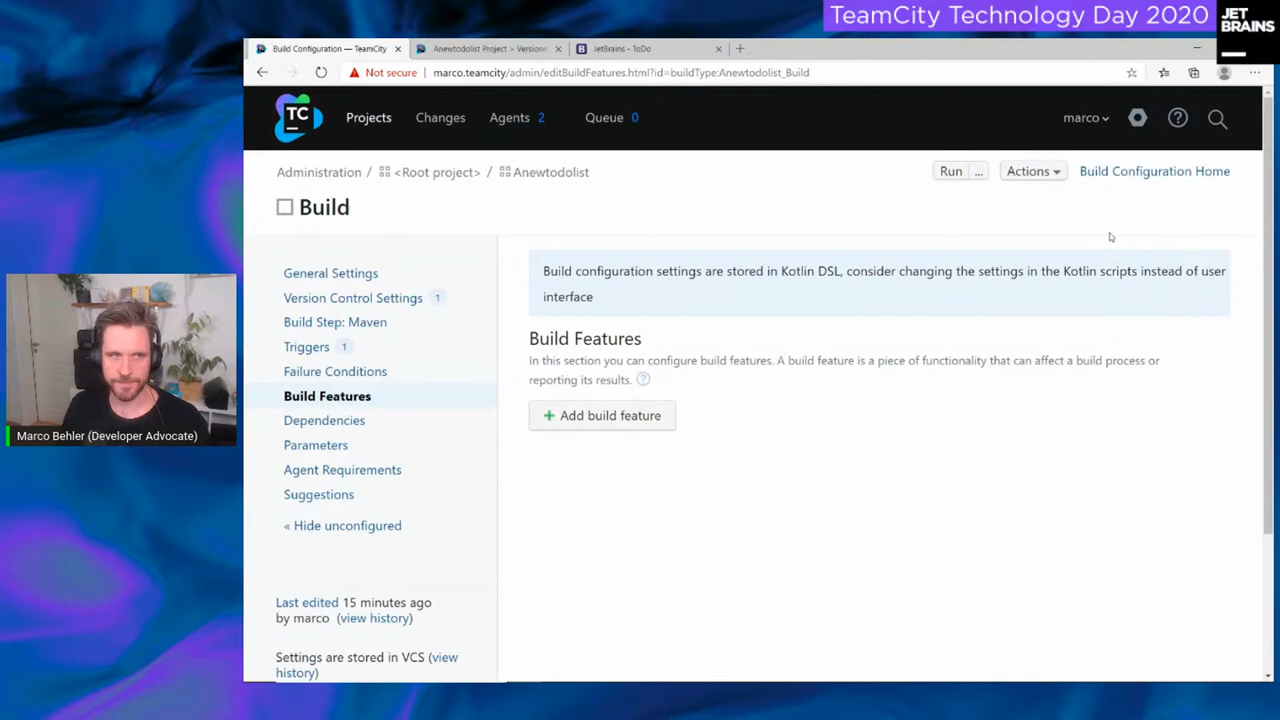 TeamCity Technology Day 2020
JET
BRAINS
Build Configuration — TeamCity
Anewtodolist Project > Versione
JetBrains - ToDo
Not secure
marco.teamcity/admin/editBuildFeatures.html?id=buildType:Anewtodolist_Build
TC
Projects
Changes
Agents 2
Queue 0
marco
Administration / <Root project> / Anewtodolist
Run ...
Actions
Build Configuration Home
Build
General Settings
Version Control Settings 1
Build Step: Maven
Triggers 1
Failure Conditions
Build Features
Dependencies
Parameters
Agent Requirements
Suggestions
« Hide unconfigured
Last edited 15 minutes ago
by marco (view history)
Settings are stored in VCS (view
history)
Build configuration settings are stored in Kotlin DSL, consider changing the settings in the Kotlin scripts instead of user
interface
Build Features
In this section you can configure build features. A build feature is a piece of functionality that can affect a build process or
reporting its results.
+ Add build feature
Marco Behler (Developer Advocate)